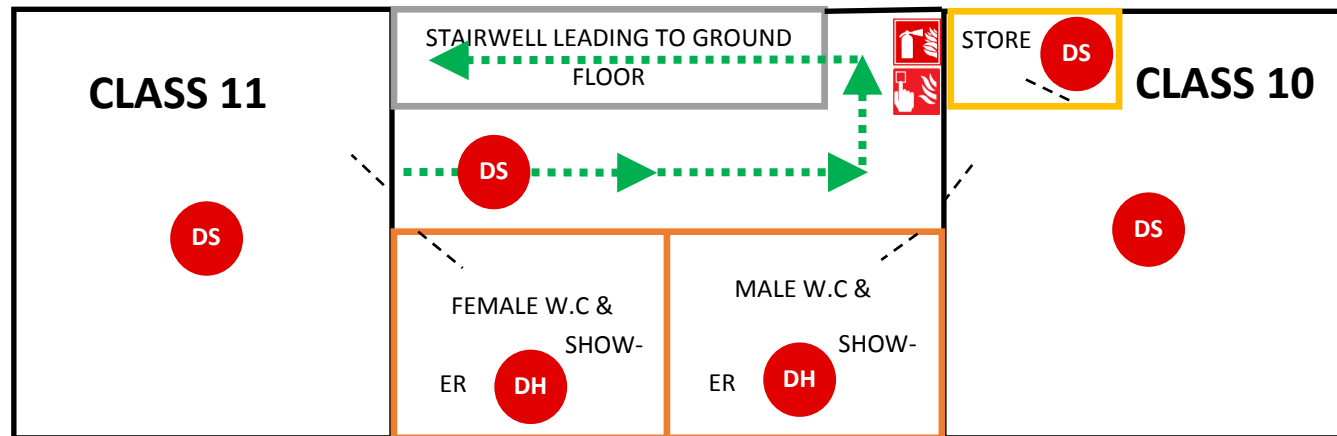 STAIRWELL LEADING TO GROUND
FLOOR
CLASS 11
STORE
DS
CLASS 10
DS
DS
DS
FEMALE W.C &
SHOW-
ER
DH
MALE W.C &
SHOW-
ER
DH